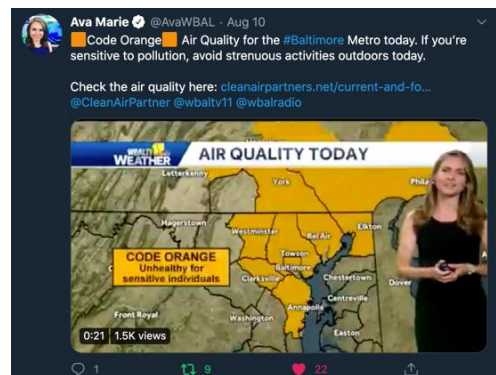 Ava Marie @AvaWBAL · Aug 10
Code Orange Air Quality for the #Baltimore Metro today. If you're
sensitive to pollution, avoid strenuous activities outdoors today.
Check the air quality here: cleanairpartners.net/current-and-fo...
@CleanAirPartner @wbaltv11 @wbalradio
WBALTV 11
WEATHER
AIR QUALITY TODAY
Letterkenny
York
Phila
Hagerstown
Westminster
Bel Air
Elkton
CODE ORANGE
Unhealthy for
sensitive individuals
Towson
Baltimore
Clarksville
Chestertown
Dover
Centreville
Front Royal
Annapolis
Washington
Easton
0:21 1.5K views
1
9
22